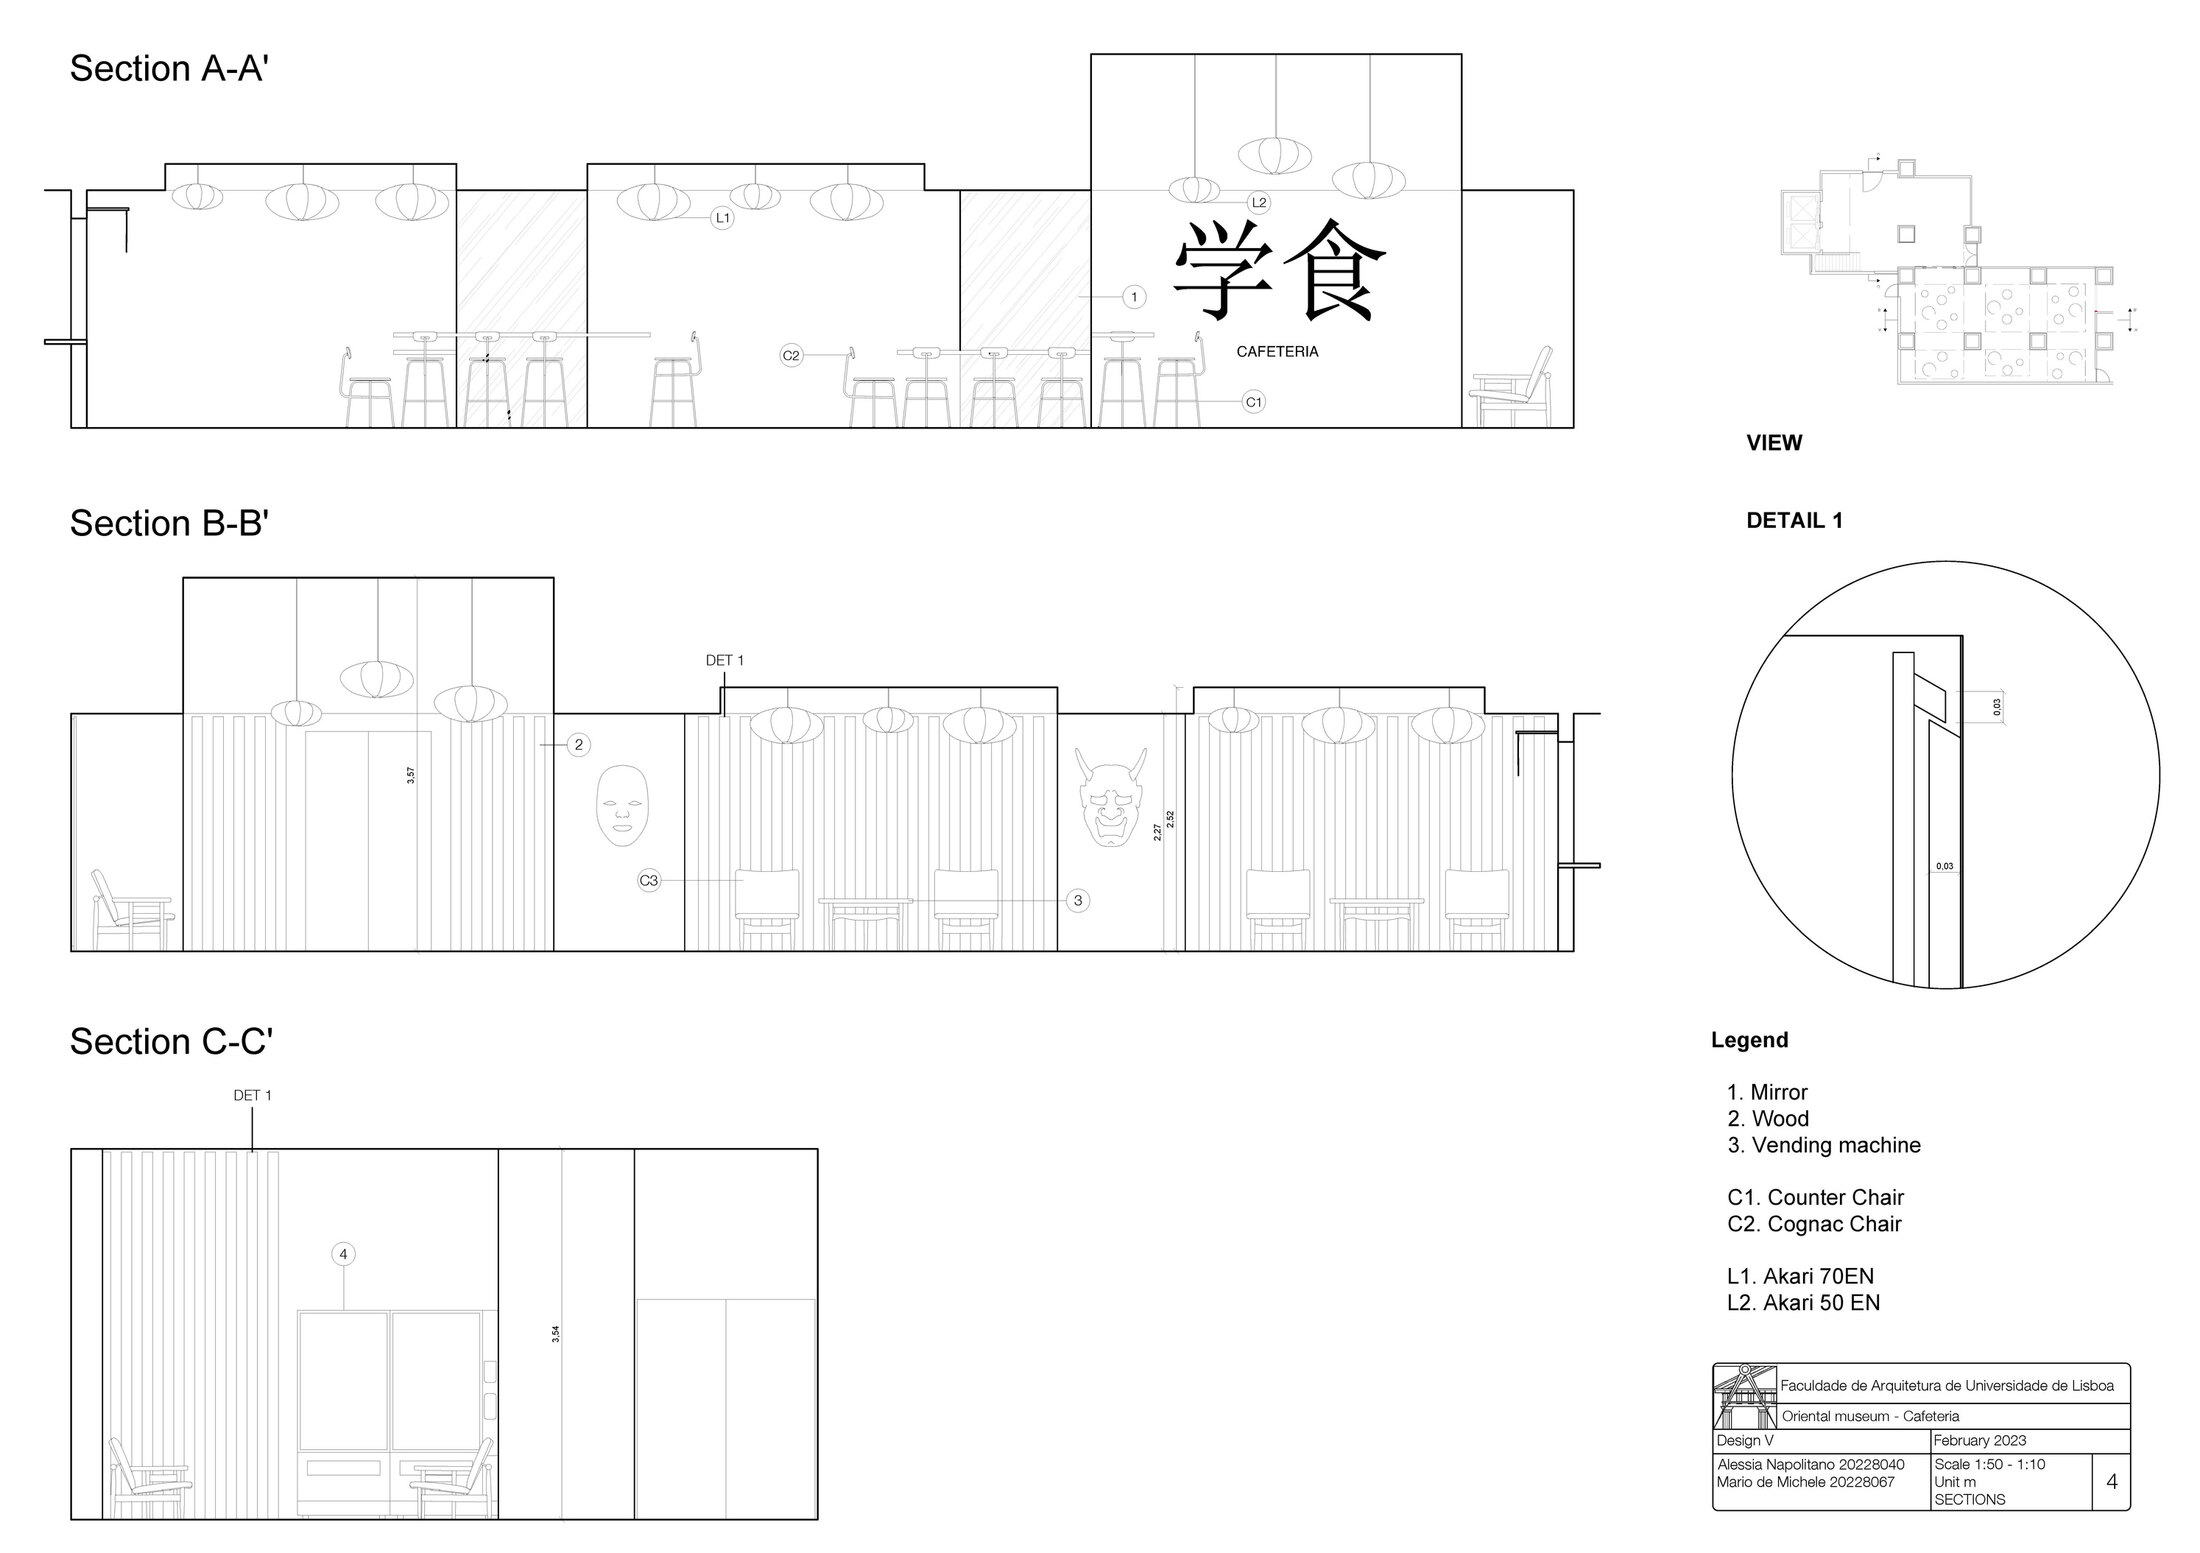 Section A-A'
L1
L2
学食
1
C2
CAFETERIA
C1
VIEW
Section B-B'
DETAIL 1
DET 1
2
3,57
2,27
2,52
C3
3
0,03
0,03
Section C-C'
DET 1
4
3,54
Legend
1. Mirror
2. Wood
3. Vending machine
C1. Counter Chair
C2. Cognac Chair
L1. Akari 70EN
L2. Akari 50 EN
Faculdade de Arquitetura de Universidade de Lisboa
Oriental museum - Cafeteria
Design V
February 2023
Alessia Napolitano 20228040
Mario de Michele 20228067
Scale 1:50 - 1:10
Unit m
SECTIONS
4